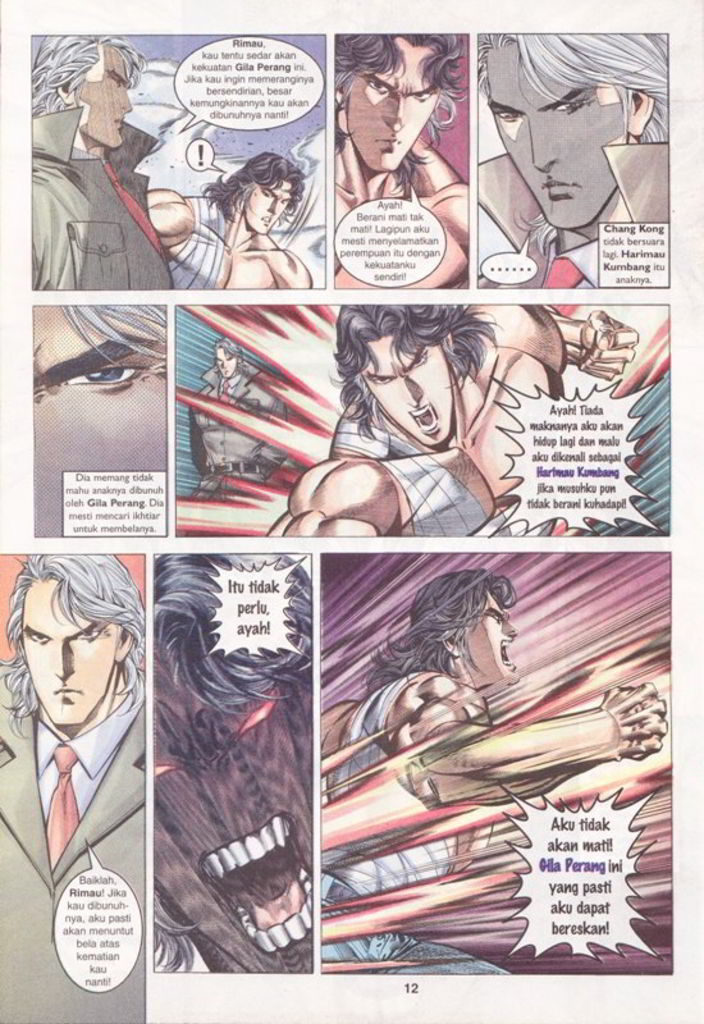 Rimau,
kau tentu sedar akan
kekuatan Gila Perang ini.
Jika kau ingin memeranginya
bersendirian, besar
kemungkinannya kau akan
dibunuhnya nanti!
!
Ayah!
Berani mati tak
mati! Lagipun aku
mesti menyelamatkan
perempuan itu dengan
kekuatanku
sendiri!
......
Chang Kong
tidak bersuara
lagi. Harimau
Kumbang itu
anaknya.
Dia memang tidak
mahu anaknya dibunuh
oleh Gila Perang. Dia
mesti mencari ikhtiar
untuk membelanya.
Ayah! Tiada
maknanya aku akan
hidup lagi dan malu
aku dikenali sebagai
Harimau Kumbang
jika musuhku pun
tidak berani kuhadapi!
Baiklah,
Rimau! Jika
kau dibunuh-
nya, aku pasti
akan menuntut
bela atas
kematian
kau
nanti!
Itu tidak
perlu,
ayah!
Aku tidak
akan mati!
Gila Perang ini
yang pasti
aku dapat
bereskan!
12